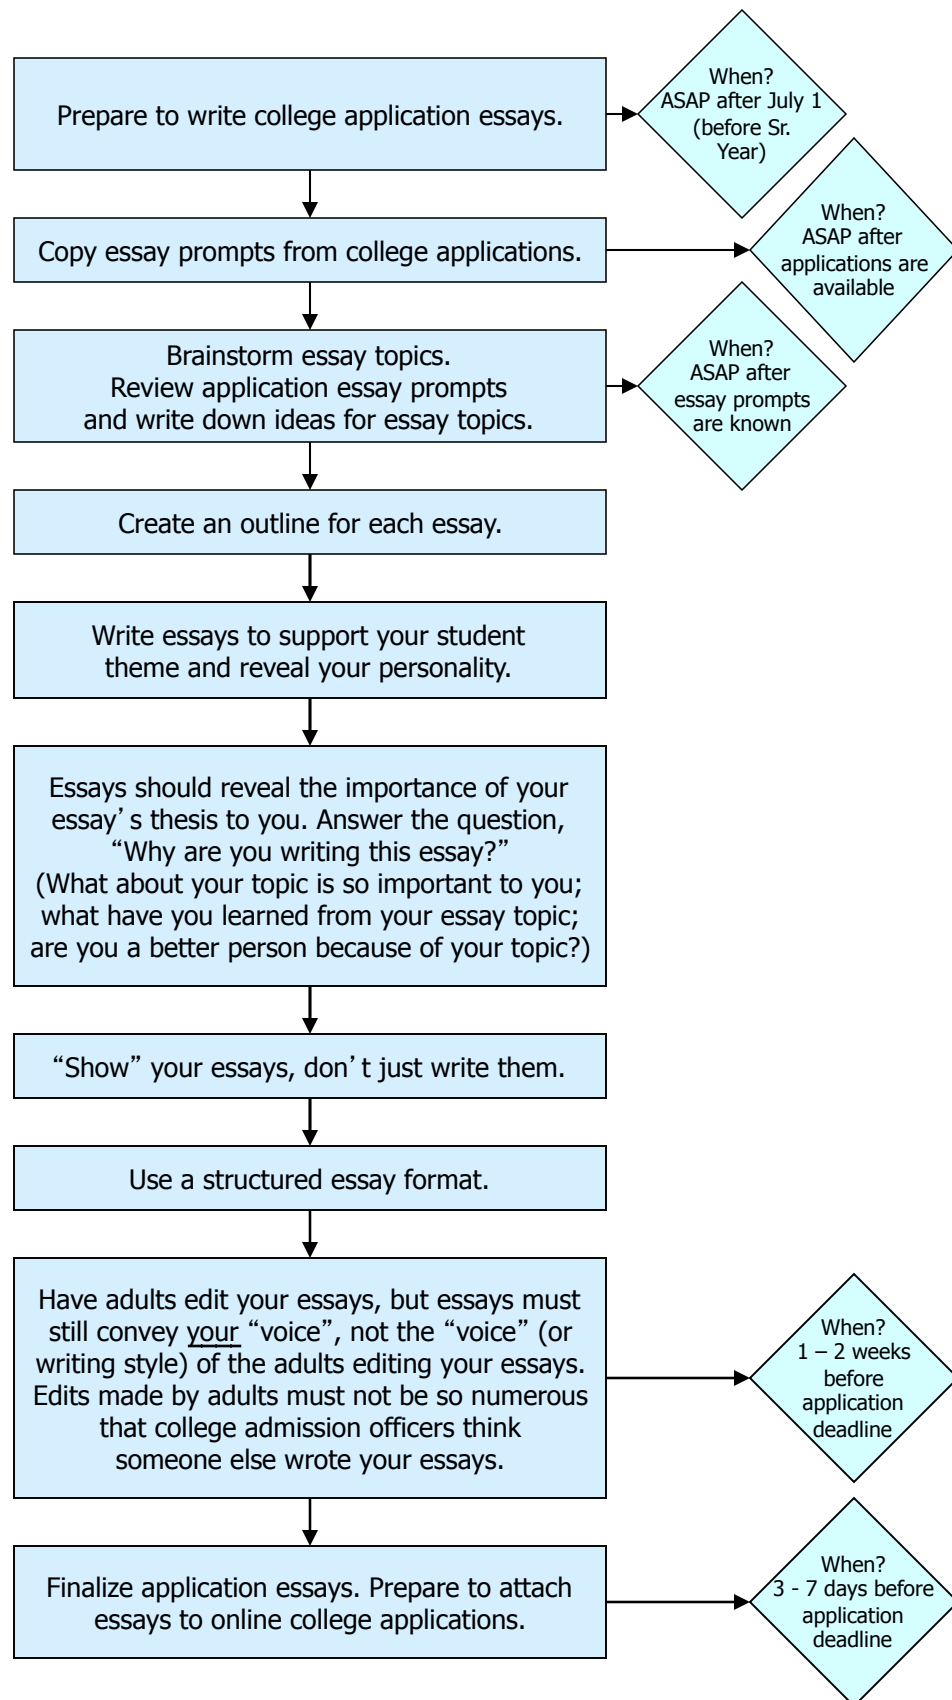 Prepare to write college application essays.
When?
ASAP after July 1
(before Sr.
Year)
Copy essay prompts from college applications.
When?
ASAP after
applications are
available
Brainstorm essay topics.
Review application essay prompts
and write down ideas for essay topics.
When?
ASAP after
essay prompts
are known
Create an outline for each essay.
Write essays to support your student
theme and reveal your personality.
Essays should reveal the importance of your
essay’s thesis to you. Answer the question,
“Why are you writing this essay?”
(What about your topic is so important to you;
what have you learned from your essay topic;
are you a better person because of your topic?)
“Show” your essays, don’t just write them.
Use a structured essay format.
Have adults edit your essays, but essays must
still convey your “voice”, not the “voice” (or
writing style) of the adults editing your essays.
Edits made by adults must not be so numerous
that college admission officers think
someone else wrote your essays.
When?
1 – 2 weeks
before
application
deadline
Finalize application essays. Prepare to attach
essays to online college applications.
When?
3 - 7 days before
application
deadline